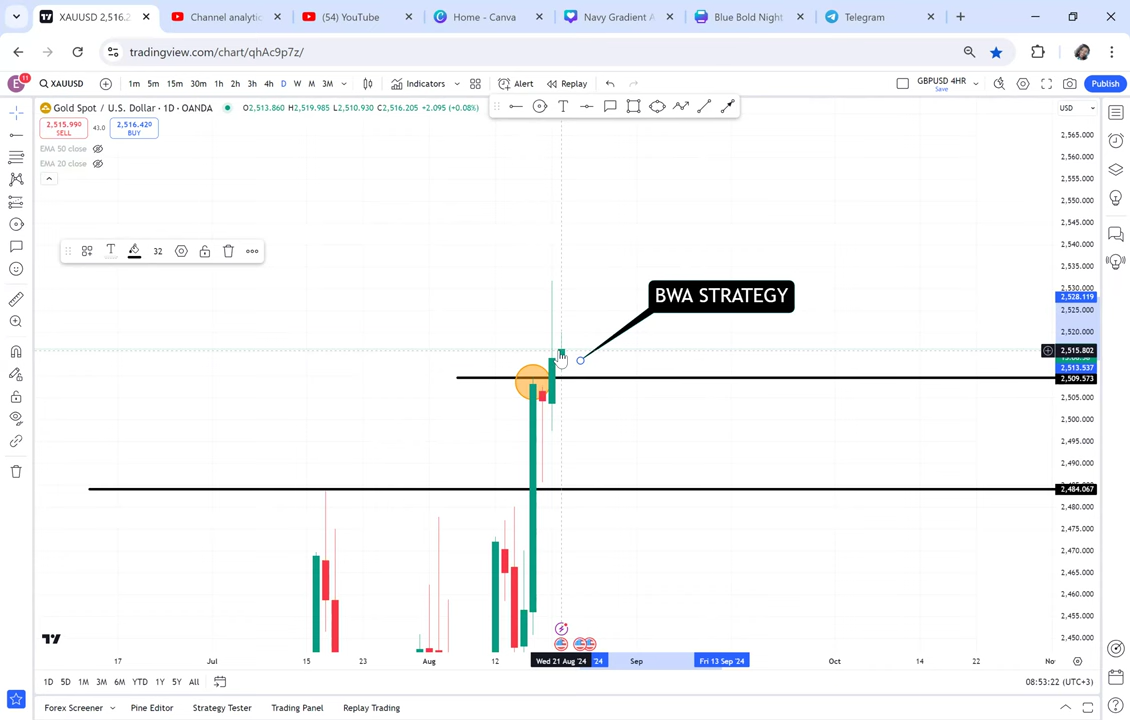 XAUUSD 2,516.2
Channel analytic
(54) YouTube
Home - Canva
Navy Gradient A
Blue Bold Night
Telegram
tradingview.com/chart/qhAc9p7z/
E
11
XAUUSD
1m 5m 15m 30m 1h 2h 3h 4h D W M 3M
Indicators
Alert
Replay
GBPUSD 4HR
Save
Publish
Gold Spot / U.S. Dollar · 1D · OANDA
O2,513.860 H2,519.985 L2,510.930 C2,516.205 +2.095 (+0.08%)
USD
2,515.990
SELL
43.0
2,516.420
BUY
EMA 50 close
EMA 20 close
T
32
BWA STRATEGY
2,565.000
2,560.000
2,555.000
2,550.000
2,545.000
2,540.000
2,535.000
2,530.000
2,528.119
2,525.000
2,520.000
2,515.802
2,513.537
2,509.573
2,505.000
2,500.000
2,495.000
2,490.000
2,484.067
2,480.000
2,475.000
2,470.000
2,465.000
2,460.000
2,455.000
2,450.000
17 Jul 15 23 Aug 12 Wed 21 Aug '24 '24 Sep Fri 13 Sep '24 Oct 14 22 No
1D 5D 1M 3M 6M YTD 1Y 5Y All
08:53:22 (UTC+3)
Forex Screener
Pine Editor
Strategy Tester
Trading Panel
Replay Trading